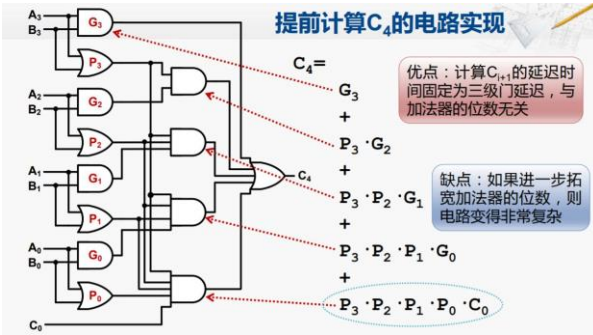 提前计算C₄的电路实现
A₃
B₃
G₃
P₃
A₂
B₂
G₂
P₂
A₁
B₁
G₁
P₁
A₀
B₀
G₀
P₀
C₀
C₄
C₄=
G₃
+
P₃·G₂
+
P₃·P₂·G₁
+
P₃·P₂·P₁·G₀
+
P₃·P₂·P₁·P₀·C₀
优点：计算Cᵢ₊₁的延迟时
间固定为三级门延迟，与
加法器的位数无关
缺点：如果进一步拓
宽加法器的位数，则
电路变得非常复杂